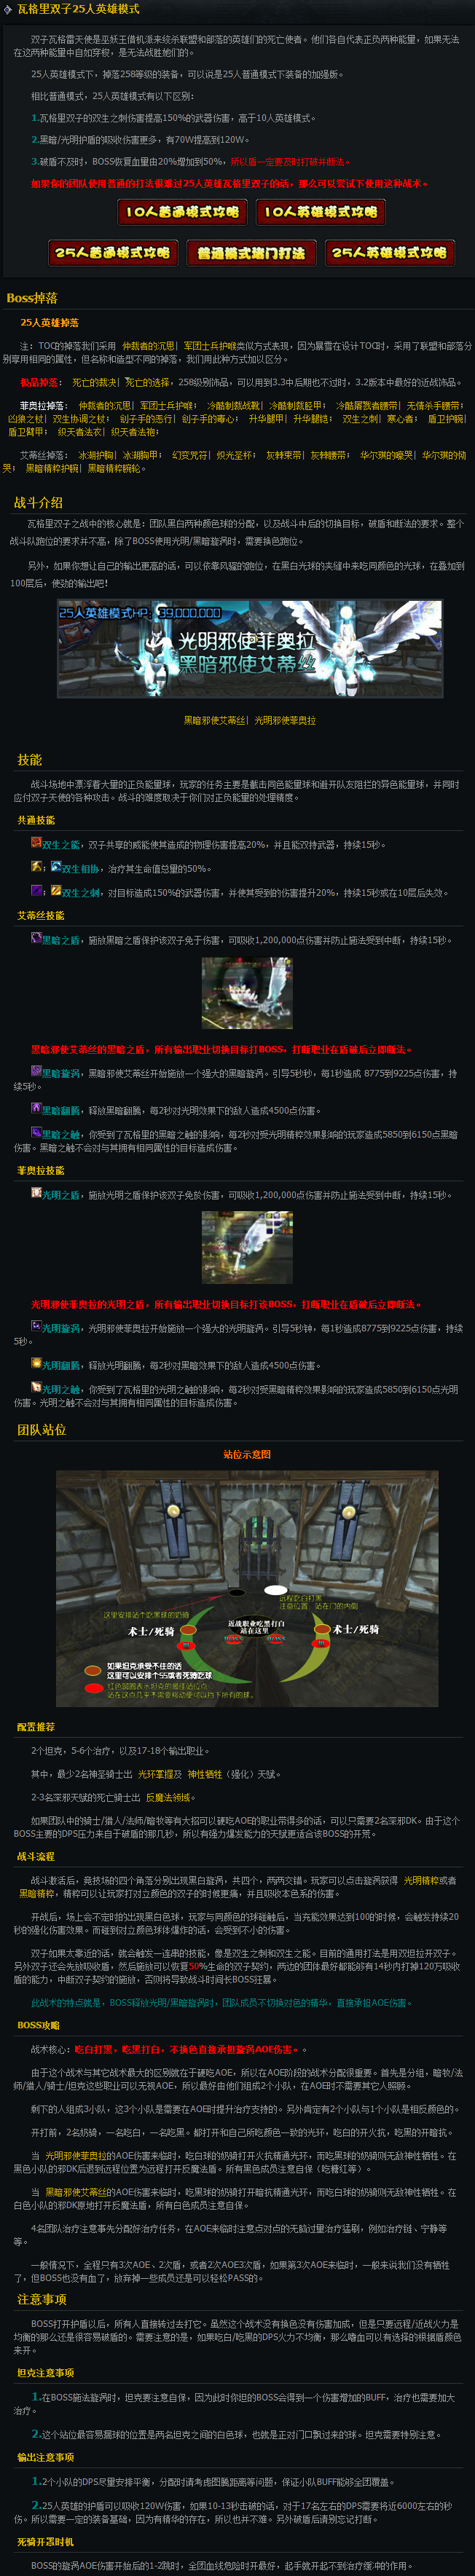 瓦格里双子25人英雄模式
双子瓦格雷天使是巫妖王借机派来绞杀联盟和部落的英雄们的死亡使者。他们各自代表正负两种能量，如果无法
在这两种能量中自如穿梭，是无法战胜她们的。
25人英雄模式下，掉落258等级的装备，可以说是25人普通模式下装备的加强版。
相比普通模式，25人英雄模式有以下区别：
1.瓦格里双子的双生之刺伤害提高150%的武器伤害，高于10人英雄模式。
2.黑暗/光明护盾的吸收伤害更多，有70W提高到120W。
3.破盾不及时，BOSS恢复血量由20%增加到50%，所以盾一定要及时打破并断法。
如果你的团队使用普通的打法很难过25人英雄瓦格里双子的话，那么可以尝试下使用这种战术。
10人普通模式攻略 10人英雄模式攻略
25人普通模式攻略 普通模式堵门打法 25人英雄模式攻略
Boss掉落
25人英雄掉落
注：TOC的掉落我们采用 仲裁者的沉思| 军团士兵护喉类似方式表现，因为暴雪在设计TOC时，采用了联盟和部落分
别享用相同的属性，但名称和造型不同的掉落，我们用此种方式加以区分。
极品掉落： 死亡的裁决| 死亡的选择，258级别饰品，可以用到3.3中后期也不过时，3.2版本中最好的近战饰品。
菲奥拉掉落： 仲裁者的沉思| 军团士兵护喉； 冷酷制裁战靴| 冷酷制裁胫甲； 冷酷屠戮者腰带| 无情杀手腰带；
凶狼之杖| 双生协调之杖； 刽子手的恶行| 刽子手的毒心； 升华腿甲| 升华腿铠； 双生之刺| 寒心者； 盾卫护腕|
盾卫臂甲； 织天者法衣| 织天者法袍；
艾蒂丝掉落： 冰湖护胸| 冰湖胸甲； 幻变咒符| 炽光圣杯； 灰棘束带| 灰棘腰带； 华尔琪的嚎哭| 华尔琪的恸
哭； 黑暗精粹护腕| 黑暗精粹腕轮。
战斗介绍
瓦格里双子之战中的核心就是：团队黑白两种颜色球的分配，以及战斗中后的切换目标，破盾和断法的要求。整个
战斗队跑位的要求并不高，除了BOSS使用光明/黑暗漩涡时，需要换色跑位。
另外，如果你想让自己的输出更高的话，可以依靠风骚的跑位，在黑白光球的夹缝中来吃同颜色的光球，在叠加到
100层后，使劲的输出吧！
25人英雄模式HP：39,000,000
光明邪使菲奥拉
黑暗邪使艾蒂丝
黑暗邪使艾蒂丝| 光明邪使菲奥拉
技能
战斗场地中漂浮着大量的正负能量球，玩家的任务主要是截击同色能量球和避开队友阻拦的异色能量球，并同时
应付双子天使的各种攻击。战斗的难度取决于你们对正负能量的处理精度。
共通技能
双生之能，双子共享的威能使其造成的物理伤害提高20%，并且能双持武器，持续15秒。
；双生相协，治疗其生命值总量的50%。
；双生之刺，对目标造成150%的武器伤害，并使其受到的伤害提升20%，持续15秒或在10层后失效。
艾蒂丝技能
黑暗之盾，施放黑暗之盾保护该双子免于伤害，可吸收1,200,000点伤害并防止施法受到中断，持续15秒。
黑暗邪使艾蒂丝的黑暗之盾，所有输出职业切换目标打BOSS，打断职业在盾破后立即断法。
黑暗漩涡，黑暗邪使艾蒂丝开始施放一个强大的黑暗漩涡。引导5秒秒，每1秒造成 8775到9225点伤害，持
续5秒。
黑暗翻腾，释放黑暗翻腾，每2秒对光明效果下的敌人造成4500点伤害。
黑暗之触，你受到了瓦格里的黑暗之触的影响，每2秒对受光明精粹效果影响的玩家造成5850到6150点黑暗
伤害。黑暗之触不会对与其拥有相同属性的目标造成伤害。
菲奥拉技能
光明之盾，施放光明之盾保护该双子免於伤害，可吸收1,200,000点伤害并防止施法受到中断，持续15秒。
光明邪使菲奥拉的光明之盾，所有输出职业切换目标打该BOSS，打断职业在盾破后立即断法。
光明漩涡，光明邪使菲奥拉开始施放一个强大的光明漩涡。引导5秒钟，每1秒造成8775到9225点伤害，持续
5秒。
光明翻腾，释放光明翻腾，每2秒对黑暗效果下的敌人造成4500点伤害。
光明之触，你受到了瓦格里的光明之触的影响，每2秒对受黑暗精粹效果影响的玩家造成5850到6150点光明
伤害。光明之触不会对与其拥有相同属性的目标造成伤害。
团队站位
站位示意图
远程吃白打黑
注意位置，站在门的内侧
这里安排站个吃黑球的奶骑
术士/死骑
近战职业吃黑打白
站在这里
术士/死骑
如果坦克承受不住的话
这里可以安排个SS或者死骑吃球
红色圆圈表示坦克的最佳站位点
配置推荐
2个坦克，5-6个治疗，以及17-18个输出职业。
其中，最少2名神圣骑士出 光环掌握及 神性牺牲（强化）天赋。
2-3名深邪天赋的死亡骑士出 反魔法领域。
如果团队中的骑士/猎人/法师/暗牧等有大招可以硬吃AOE的职业带得多的话，可以只需要2名深邪DK。由于这个
BOSS主要的DPS压力来自于破盾的那几秒，所以有强力爆发能力的天赋更适合该BOSS的开荒。
战斗流程
战斗激活后，竞技场的四个角落分别出现黑白漩涡，共四个，两两交错。玩家可以点击漩涡获得 光明精粹或者
黑暗精粹，精粹可以让玩家打对立颜色的双子的时候更痛，并且吸收本色系的伤害。
开战后，场上会不定时的出现黑白色球，玩家与同颜色的球碰触后，当充能效果达到100的时候，会触发持续20
秒的强化伤害效果。而碰到对立颜色球体爆炸的话，会受到不小的伤害。
双子如果太靠近的话，就会触发一连串的技能，像是双生之刺和双生之能。目前的通用打法是用双坦拉开双子。
另外双子还会先放吸收盾，然后施放可以恢复50%生命的双子契约，两边的团体最好都能够有14秒内打掉120万吸收
盾的能力，中断双子契约的施放，否则将导致战斗时间长BOSS狂暴。
此战术的特点就是，BOSS释放光明/黑暗漩涡时，团队成员不切换对色的精华，直接承担AOE伤害。
BOSS攻略
战术核心：吃白打黑，吃黑打白，不换色直接承担漩涡AOE伤害。
由于这个战术与其它战术最大的区别就在于硬吃AOE，所以在AOE阶段的战术分配很重要。首先是分组，暗牧/法
师/猎人/骑士/坦克这些职业可以无视AOE，所以最好由他们组成2个小队，在AOE时不需要其它人照顾。
剩下的人组成3小队，这3个小队是需要在AOE时提升治疗支持的。另外肯定有2个小队与1个小队是相反颜色的。
开打前，2名奶骑，一名吃白，一名吃黑。都打开和自己所吃颜色一致的光环，吃白的开火抗，吃黑的开暗抗。
当 光明邪使菲奥拉的AOE伤害来临时，吃白球的奶骑打开火抗精通光环，而吃黑球的奶骑则无敌神性牺牲。在
黑色小队的邪DK后退到远程位置为远程打开反魔法盾。所有黑色成员注意自保（吃糖红等）。
当 黑暗邪使艾蒂丝的AOE伤害来临时，吃黑球的奶骑打开暗抗精通光环，而吃白球的奶骑则无敌神性牺牲。在
白色小队的邪DK原地打开反魔法盾，所有白色成员注意自保。
4名团队治疗注意事先分配好治疗任务，在AOE来临时注意点对点的无脑过量治疗猛刷，例如治疗链、宁静等
等。
一般情况下，全程只有3次AOE、2次盾，或者2次AOE3次盾，如果第3次AOE来临时，一般来说我们没有牺牲
了，但BOSS也没有血了，放弃掉一些成员还是可以轻松PASS的。
注意事项
BOSS打开护盾以后，所有人直接转过去打它。虽然这个战术没有换色没有伤害加成，但是只要远程/近战火力是
均衡的那么还是很容易破盾的。需要注意的是，如果吃白/吃黑的DPS火力不均衡，那么嗜血可以有选择的根据盾颜色
来开。
坦克注意事项
1.在BOSS施法漩涡时，坦克要注意自保，因为此时你坦的BOSS会得到一个伤害增加的BUFF，治疗也需要加大
治疗。
2.这个站位最容易漏球的位置是两名坦克之间的白色球，也就是正对门口飘过来的球。坦克需要特别注意。
输出注意事项
1.2个小队的DPS尽量安排平衡，分配时请考虑图腾距离等问题，保证小队BUFF能够全团覆盖。
2.25人英雄的护盾可以吸收120W伤害，如果10-13秒击破的话，对于17名左右的DPS需要将近6000左右的秒
伤。所以需要一定的装备基础，因为有精华的存在，所以也并不难。另外破盾后请别忘记打断。
死骑开罩时机
BOSS的漩涡AOE伤害开始后的1-2跳时，全团血线危险时开最好，起手就开起不到治疗缓冲的作用。